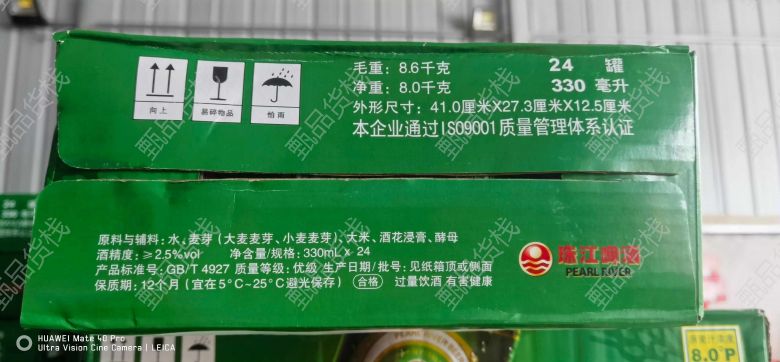 毛重：8.6千克 24 罐
净重：8.0千克 330 毫升
外形尺寸：41.0厘米X27.3厘米X12.5厘米
本企业通过ISO9001质量管理体系认证
向上
易碎物品
怕雨
原料与辅料：水、麦芽（大麦麦芽、小麦麦芽）、大米、酒花浸膏、酵母
酒精度：≥2.5%vol 净含量/规格：330mL×24
产品标准号：GB/T 4927 质量等级：优级 生产日期/批号：见纸箱顶或侧面
保质期：12个月（宜在5°C~25°C避光保存） 合格 过量饮酒 有害健康
珠江啤酒
PEARL RIVER
HUAWEI Mate 40 Pro
Ultra Vision Cine Camera | LEICA
甄品货栈
原麦汁浓度
8.0°P